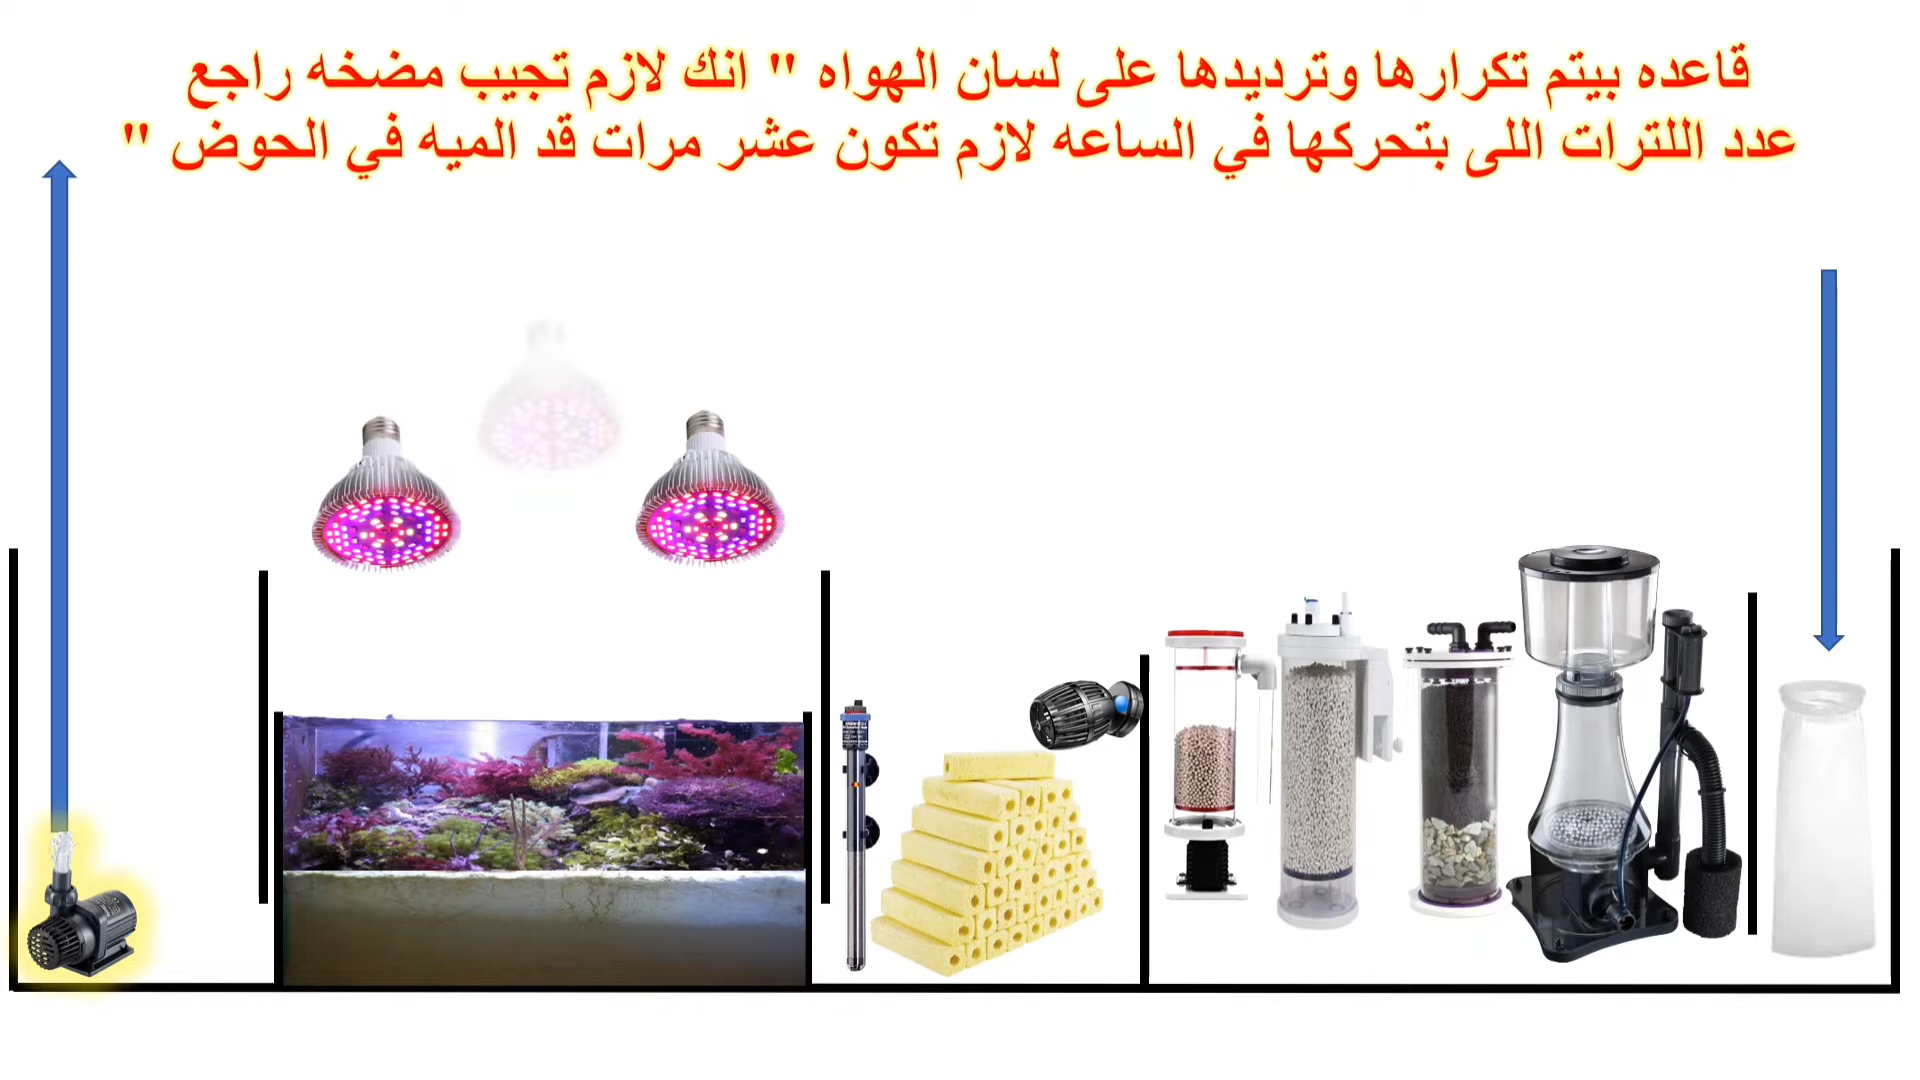 قاعده بيتم تكرارها وترديدها على لسان الهواه " انك لازم تجيب مضخه راجع
عدد اللترات اللى بتحركها في الساعه لازم تكون عشر مرات قد الميه في الحوض "